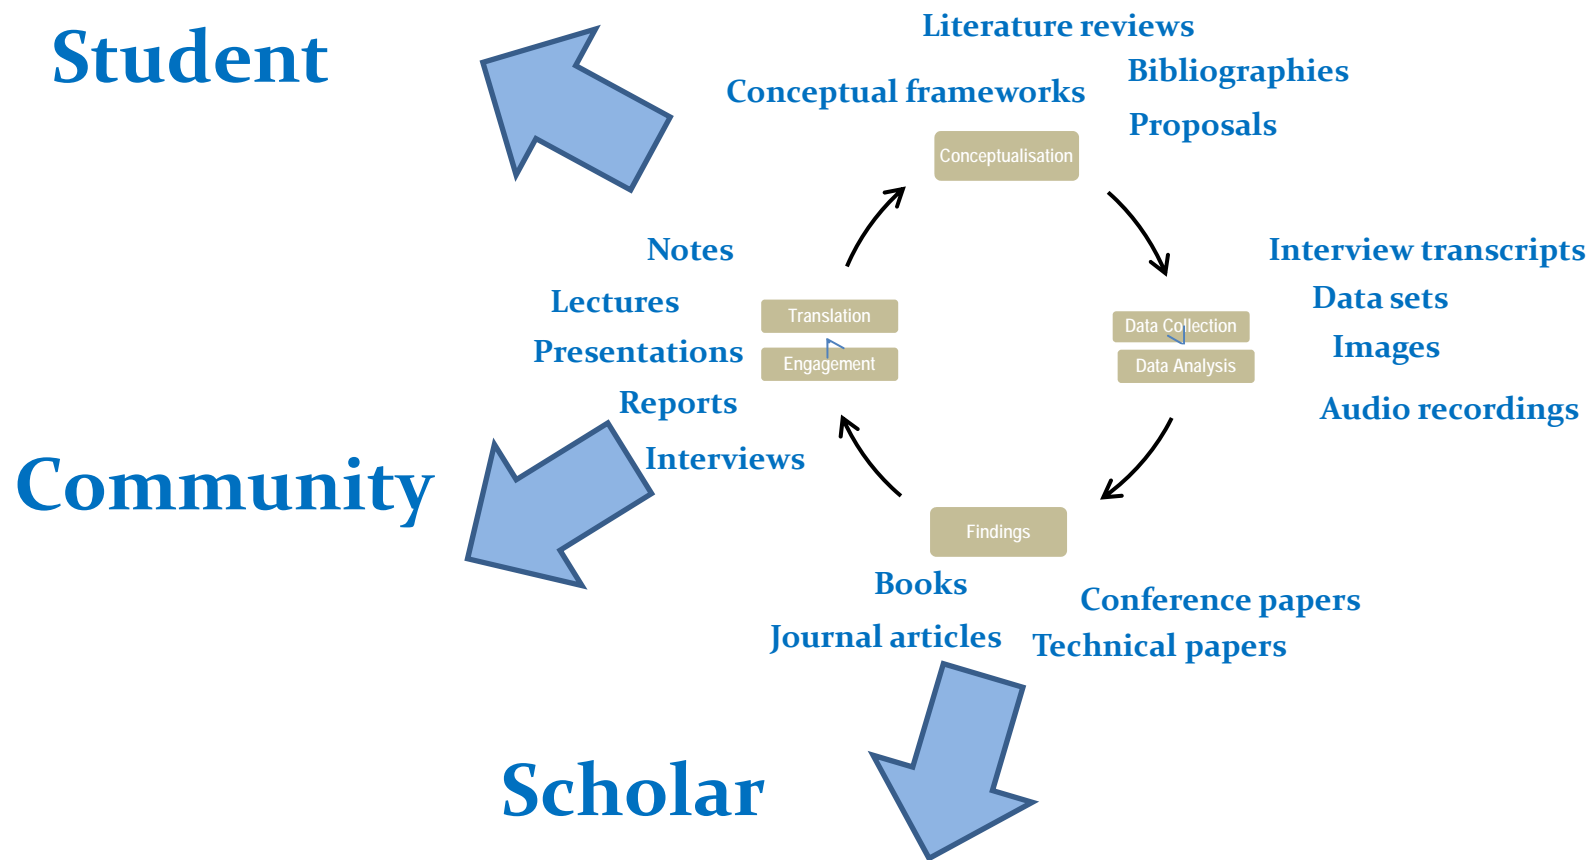 Student
Literature reviews
Bibliographies
Conceptual frameworks
Proposals
Conceptualisation
Notes
Lectures
Presentations
Reports
Interviews
Translation
Engagement
Interview transcripts
Data sets
Images
Audio recordings
Data Collection
Data Analysis
Community
Findings
Books
Conference papers
Journal articles
Technical papers
Scholar